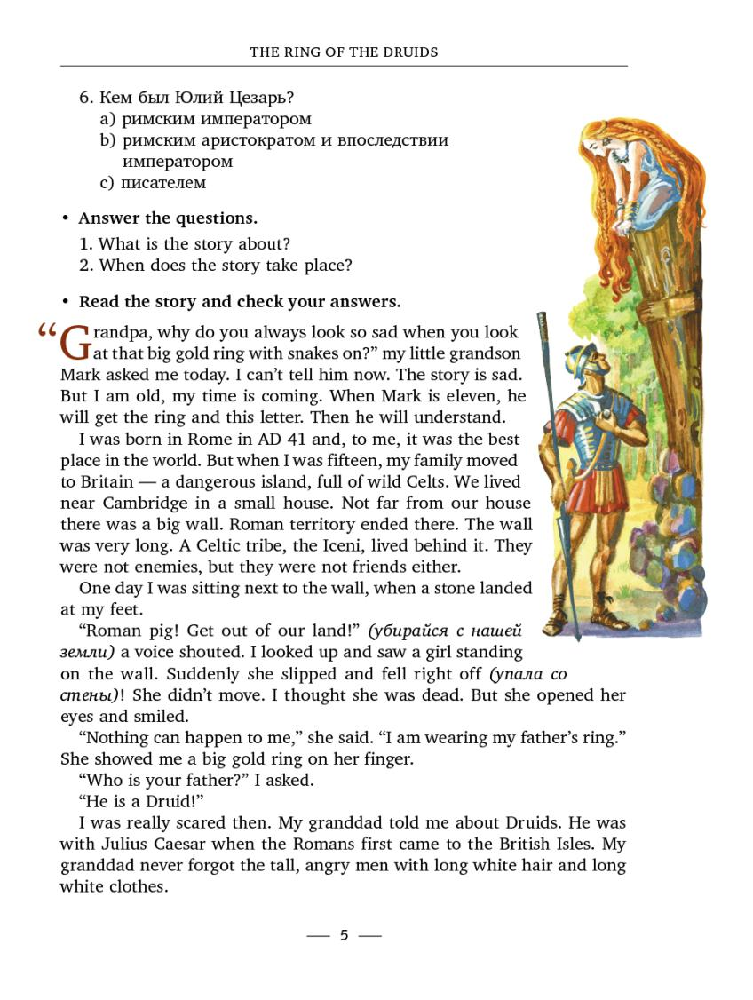 THE RING OF THE DRUIDS
6. Кем был Юлий Цезарь?
a) римским императором
b) римским аристократом и впоследствии
императором
c) писателем
• Answer the questions.
1. What is the story about?
2. When does the story take place?
• Read the story and check your answers.
“Grandpa, why do you always look so sad when you look
at that big gold ring with snakes on?” my little grandson
Mark asked me today. I can’t tell him now. The story is sad.
But I am old, my time is coming. When Mark is eleven, he
will get the ring and this letter. Then he will understand.
I was born in Rome in AD 41 and, to me, it was the best
place in the world. But when I was fifteen, my family moved
to Britain — a dangerous island, full of wild Celts. We lived
near Cambridge in a small house. Not far from our house
there was a big wall. Roman territory ended there. The wall
was very long. A Celtic tribe, the Iceni, lived behind it. They
were not enemies, but they were not friends either.
One day I was sitting next to the wall, when a stone landed
at my feet.
“Roman pig! Get out of our land!” (убирайся с нашей
земли) a voice shouted. I looked up and saw a girl standing
on the wall. Suddenly she slipped and fell right off (упала со
стены)! She didn’t move. I thought she was dead. But she opened her
eyes and smiled.
“Nothing can happen to me,” she said. “I am wearing my father’s ring.”
She showed me a big gold ring on her finger.
“Who is your father?” I asked.
“He is a Druid!”
I was really scared then. My granddad told me about Druids. He was
with Julius Caesar when the Romans first came to the British Isles. My
granddad never forgot the tall, angry men with long white hair and long
white clothes.
— 5 —